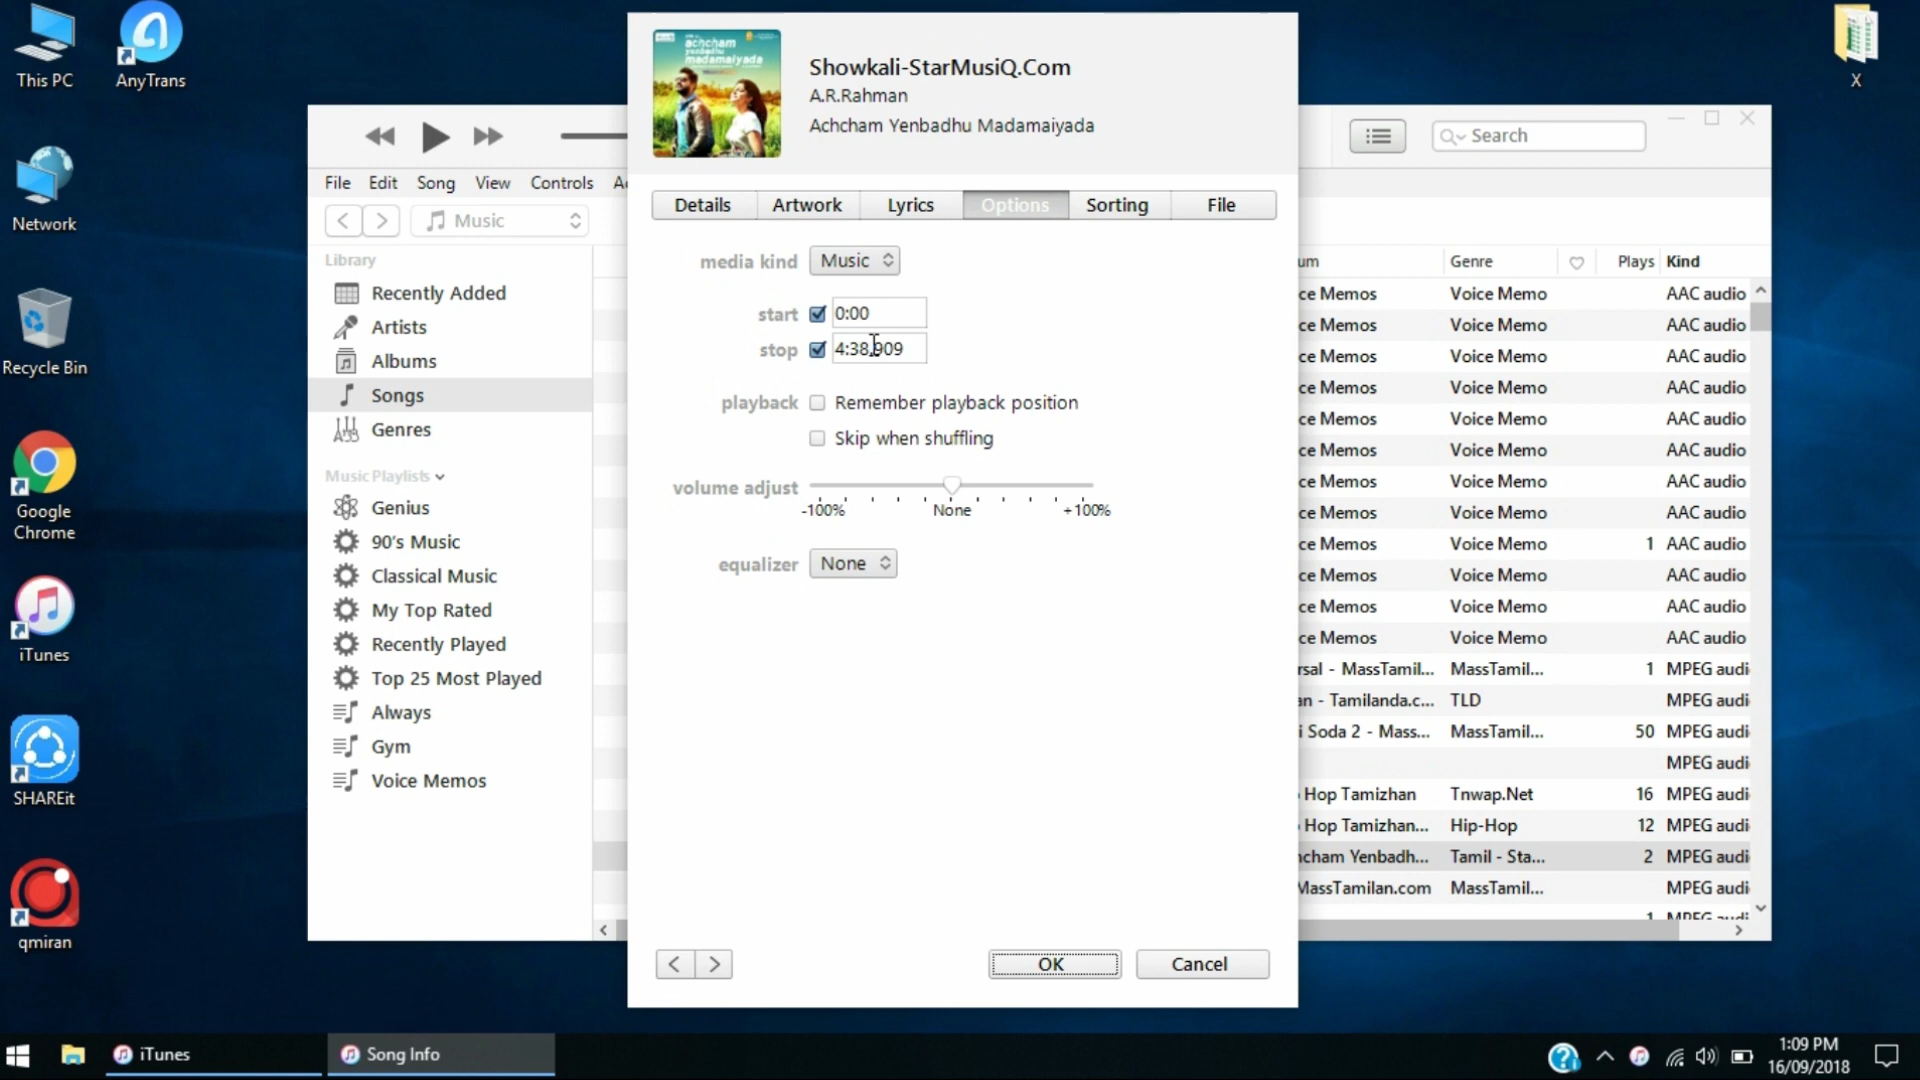 This PC
AnyTrans
Network
Recycle Bin
Google
Chrome
iTunes
SHAREit
qmiran
X
File Edit Song View Controls
Music
Library
Recently Added
Artists
Albums
Songs
Genres
Music Playlists
Genius
90's Music
Classical Music
My Top Rated
Recently Played
Top 25 Most Played
Always
Gym
Voice Memos
achcham
yenbadhu
madamaiyada
Showkali-StarMusiQ.Com
A.R.Rahman
Achcham Yenbadhu Madamaiyada
Details Artwork Lyrics Options Sorting File
media kind Music
start 0:00
stop 4:38.909
playback Remember playback position
Skip when shuffling
volume adjust
-100% None +100%
equalizer None
OK Cancel
Search
um Genre Plays Kind
ce Memos Voice Memo AAC audio
ce Memos Voice Memo AAC audio
ce Memos Voice Memo AAC audio
ce Memos Voice Memo AAC audio
ce Memos Voice Memo AAC audio
ce Memos Voice Memo AAC audio
ce Memos Voice Memo AAC audio
ce Memos Voice Memo AAC audio
ce Memos Voice Memo 1 AAC audio
ce Memos Voice Memo AAC audio
ce Memos Voice Memo AAC audio
ce Memos Voice Memo AAC audio
rsal - MassTamil... MassTamil... 1 MPEG audi
an - Tamilanda.c... TLD MPEG audi
i Soda 2 - Mass... MassTamil... 50 MPEG audi
MPEG audi
Hop Tamizhan Tnwap.Net 16 MPEG audi
Hop Tamizhan... Hip-Hop 12 MPEG audi
cham Yenbadh... Tamil - Sta... 2 MPEG audi
MassTamilan.com MassTamil... MPEG audi
1 MPEG audi
iTunes
Song Info
1:09 PM
16/09/2018